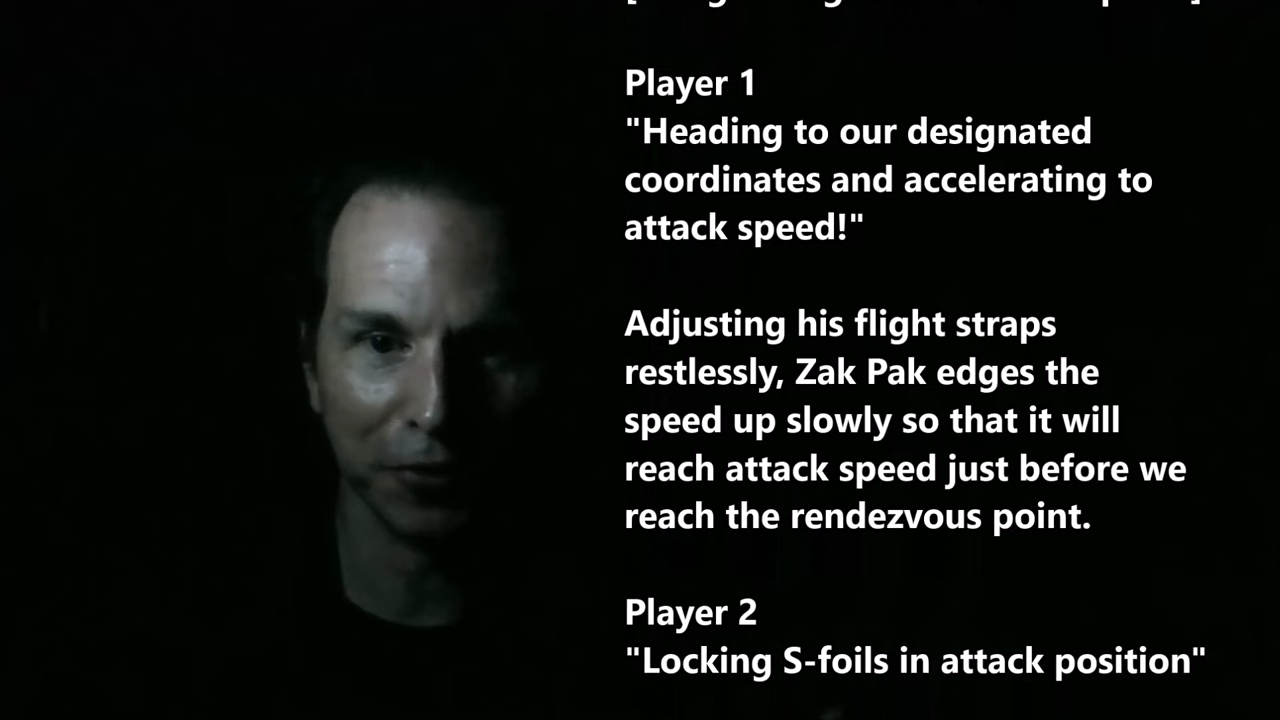 Player 1
"Heading to our designated
coordinates and accelerating to
attack speed!"
Adjusting his flight straps
restlessly, Zak Pak edges the
speed up slowly so that it will
reach attack speed just before we
reach the rendezvous point.
Player 2
"Locking S-foils in attack position"